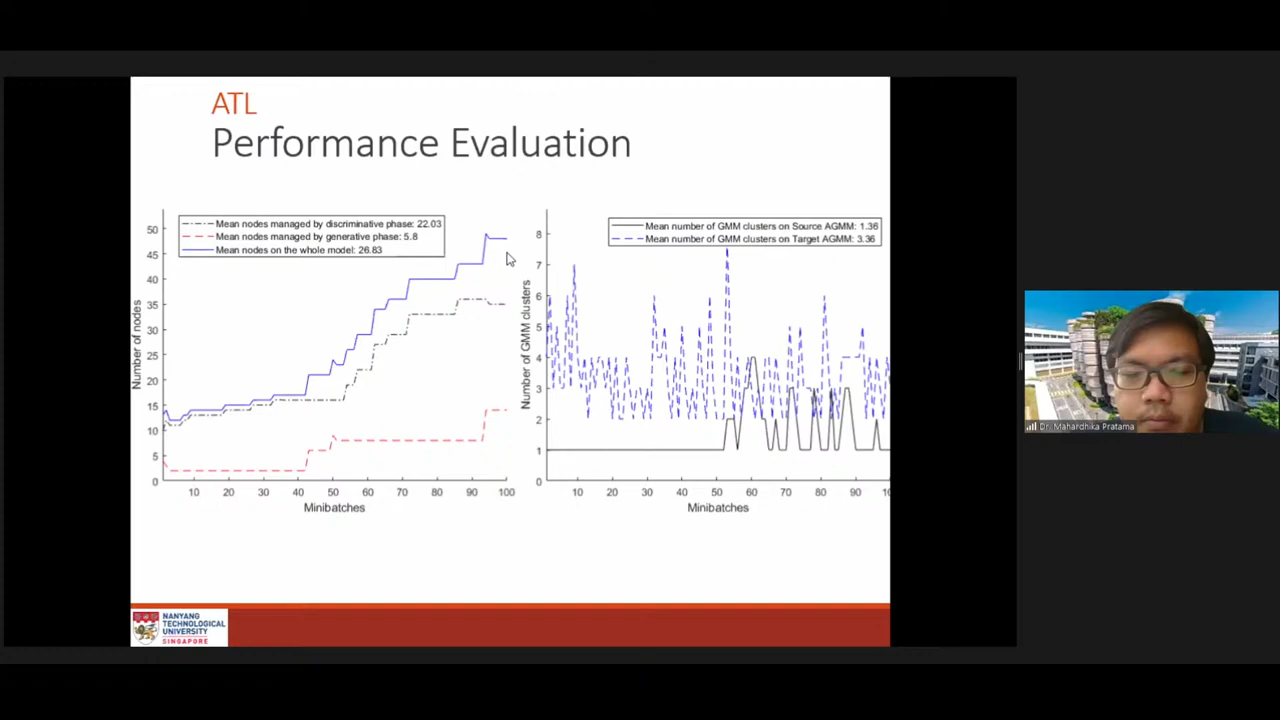 ATL
Performance Evaluation
Mean nodes managed by discriminative phase: 22.03
Mean nodes managed by generative phase: 5.8
Mean nodes on the whole model: 26.83
Number of nodes
50
45
40
35
30
25
20
15
10
5
0
10 20 30 40 50 60 70 80 90 100
Minibatches
Mean number of GMM clusters on Source AGMM: 1.36
Mean number of GMM clusters on Target AGMM: 3.36
Number of GMM clusters
8
7
6
5
4
3
2
1
0
10 20 30 40 50 60 70 80 90 10
Minibatches
Dr. Mahardhika Pratama
NANYANG
TECHNOLOGICAL
UNIVERSITY
SINGAPORE